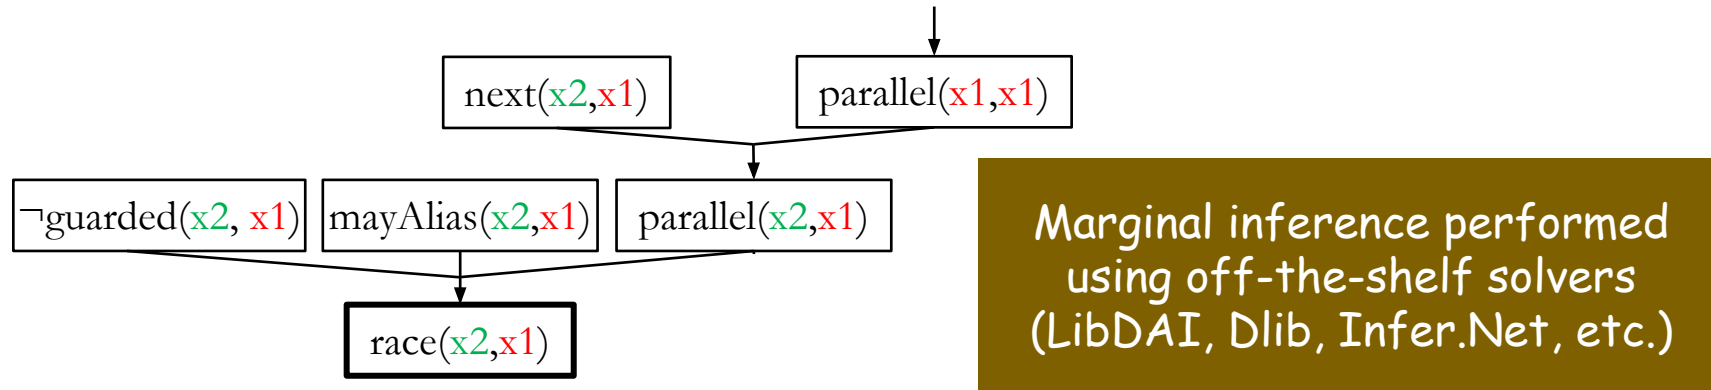 next(x2,x1)
parallel(x1,x1)
¬guarded(x2, x1)
mayAlias(x2,x1)
parallel(x2,x1)
race(x2,x1)
Marginal inference performed
using off-the-shelf solvers
(LibDAI, Dlib, Infer.Net, etc.)